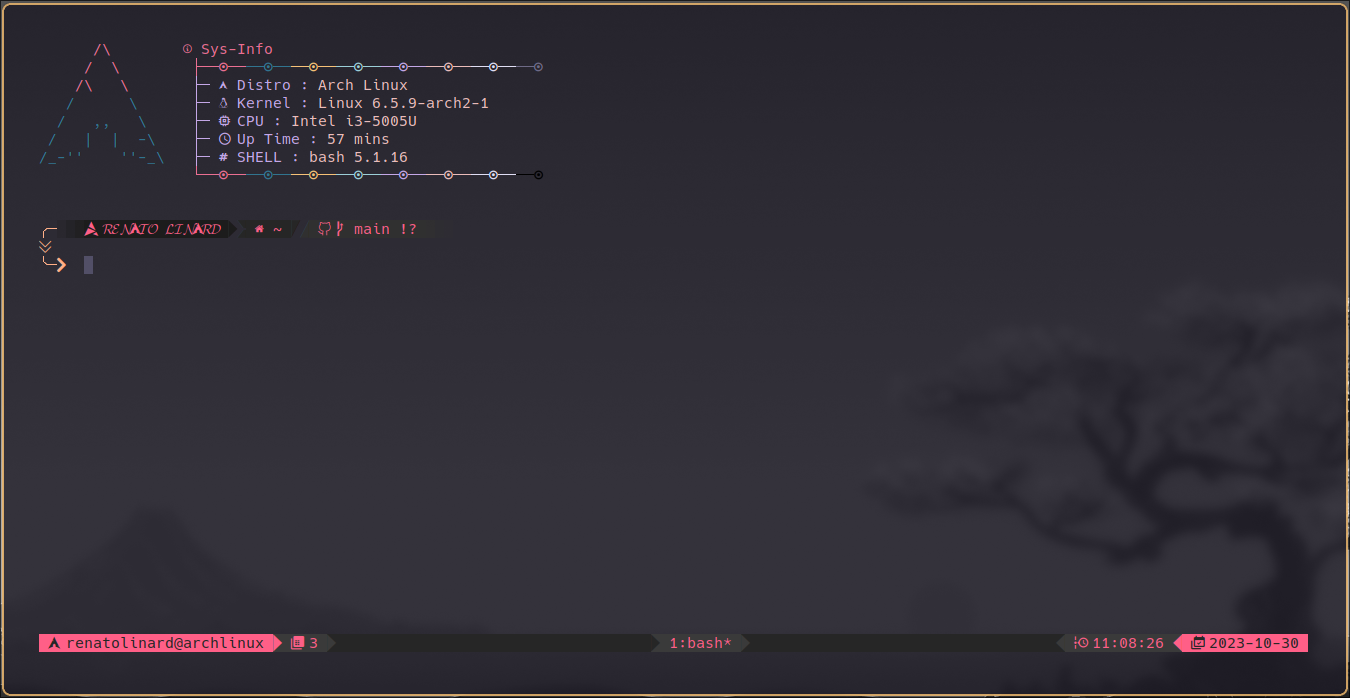 Sys-Info
Distro : Arch Linux
Kernel : Linux 6.5.9-arch2-1
CPU : Intel i3-5005U
Up Time : 57 mins
# SHELL : bash 5.1.16
RENATO LINARD ~ main !?
renatolinard@archlinux 3 1:bash* 11:08:26 2023-10-30